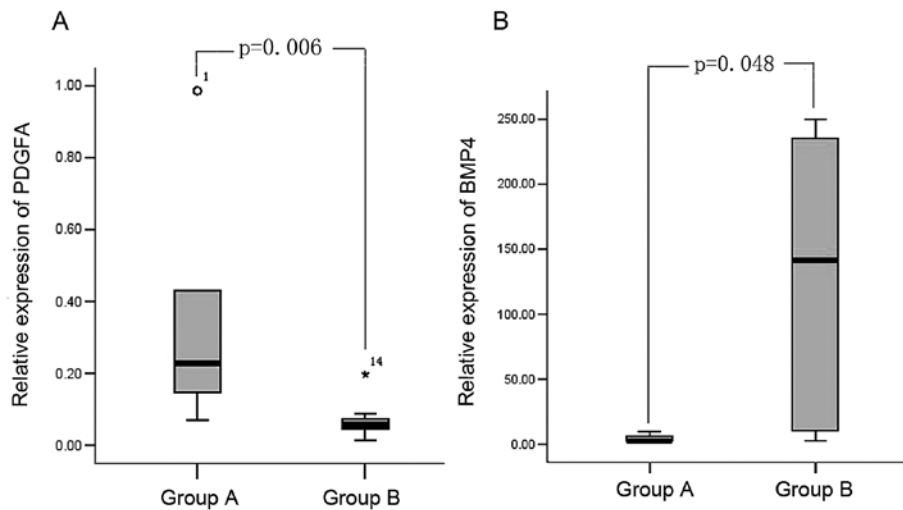 A
p=0.006
Relative expression of PDGFA
1.00
0.80
0.60
0.40
0.20
0.00
1
14
Group A
Group B
B
p=0.048
Relative expression of BMP4
250.00
200.00
150.00
100.00
50.00
0.00
Group A
Group B